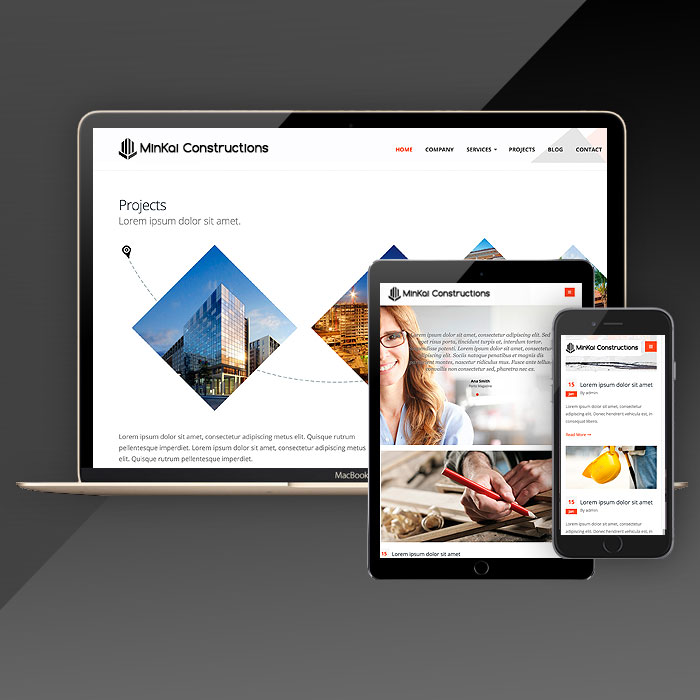 MinKai Constructions
HOME COMPANY SERVICES PROJECTS BLOG CONTACT
Projects
Lorem ipsum dolor sit amet.
Lorem ipsum dolor sit amet, consectetur adipiscing metus elit. Quisque rutrum
pellentesque imperdiet. Lorem ipsum dolor sit amet, consectetur adipiscing metus
elit. Quisque rutrum pellentesque imperdiet.
MacBook
MinKai Constructions
Lorem ipsum dolor sit amet, consectetur adipiscing elit. Sed
eget risus porta, tincidunt turpis at, interdum tortor.
Suspendisse potenti. Lorem ipsum dolor sit amet, consectetur
adipiscing elit. Sociis natoque penatibus et magnis dis
parturient montes, nascetur ridiculus mus. Fusce ante tellus,
convallis non consectetur sed, pharetra nec ex.
Ana Smith
15 Lorem ipsum dolor sit amet
MinKai Constructions
15 Lorem ipsum dolor sit amet
Jan By admin
Lorem ipsum dolor sit amet, consectetur
adipiscing elit. Donec hendrerit vehicula est, in
consequat libero.
Read More
15 Lorem ipsum dolor sit amet
Jan By admin
Lorem ipsum dolor sit amet, consectetur
adipiscing elit. Donec hendrerit vehicula est, in